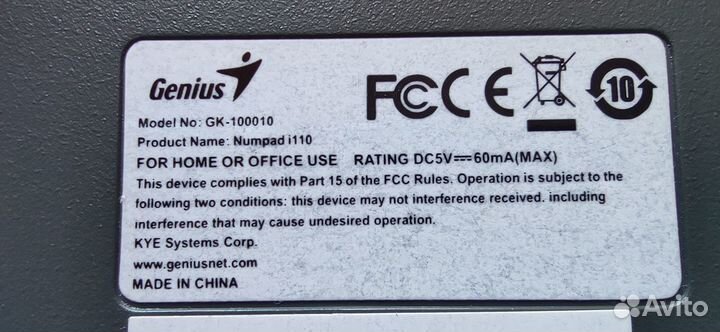 Genius
FCC CE 10
Model No: GK-100010
Product Name: Numpad i110
FOR HOME OR OFFICE USE RATING DC5V⎓60mA(MAX)
This device complies with Part 15 of the FCC Rules. Operation is subject to the
following two conditions: this device may not interference received. including
interference that may cause undesired operation.
KYE Systems Corp.
www.geniusnet.com
MADE IN CHINA
Avito